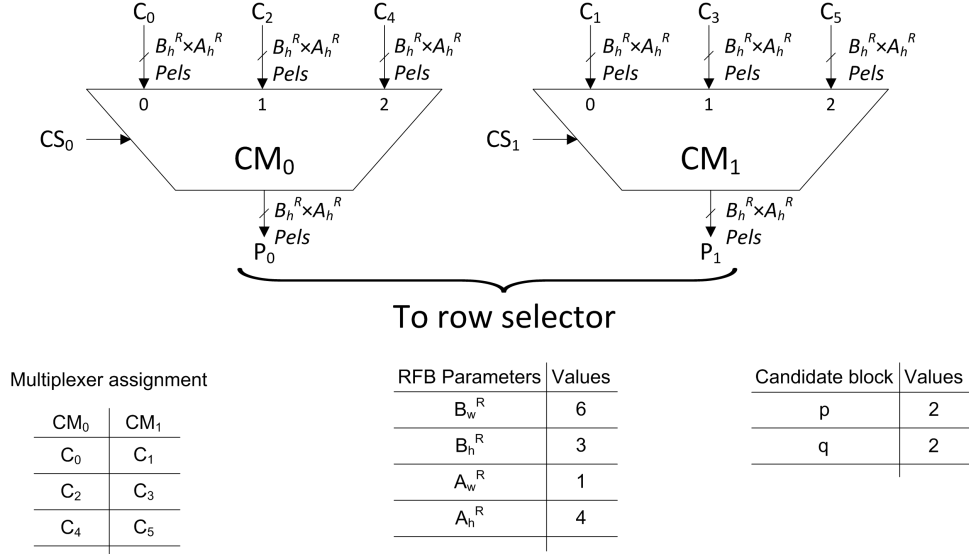 C0 C2 C4 C1 C3 C5
Bh^R×Ah^R Bh^R×Ah^R Bh^R×Ah^R Bh^R×Ah^R Bh^R×Ah^R Bh^R×Ah^R
Pels Pels Pels Pels Pels Pels
0 1 2 0 1 2
CS0 CM0 CS1 CM1
Bh^R×Ah^R Bh^R×Ah^R
Pels Pels
P0 P1
To row selector
Multiplexer assignment
CM0 CM1
C0 C1
C2 C3
C4 C5
RFB Parameters Values
Bw^R 6
Bh^R 3
Aw^R 1
Ah^R 4
Candidate block Values
p 2
q 2